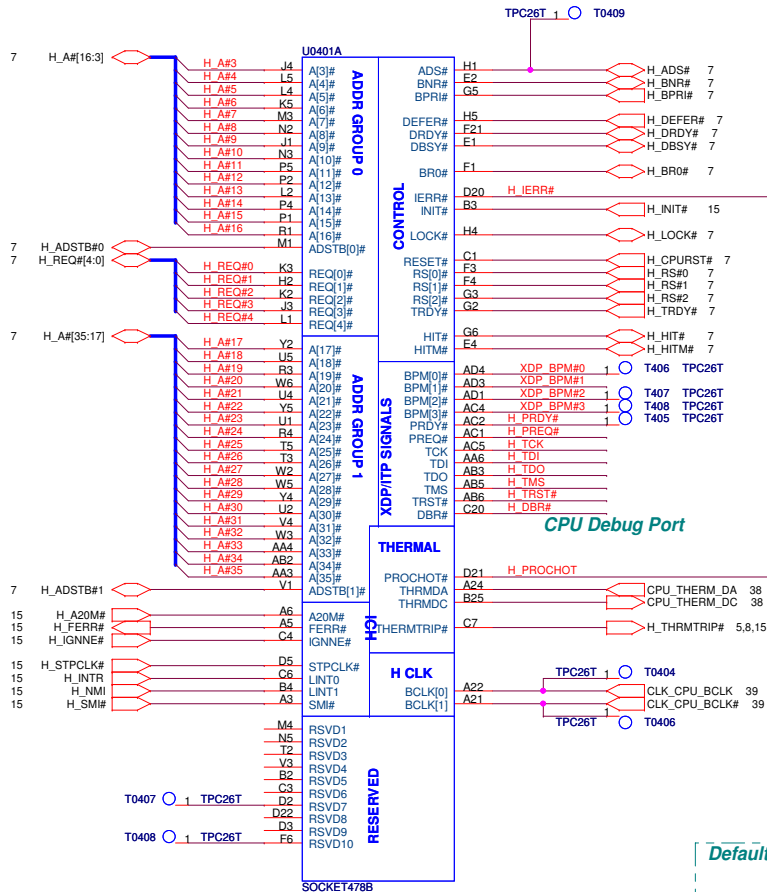 TPC26T 1 T0409
U0401A
7 H_A#[16:3]
H_A#3 J4 A[3]# ADS# H1 H_ADS# 7
H_A#4 L5 A[4]# BNR# E2 H_BNR# 7
H_A#5 L4 A[5]# BPRI# G5 H_BPRI# 7
H_A#6 K5 A[6]#
H_A#7 M3 A[7]# DEFER# H5 H_DEFER# 7
H_A#8 N2 A[8]# DRDY# F21 H_DRDY# 7
H_A#9 J1 A[9]# DBSY# E1 H_DBSY# 7
H_A#10 N3 A[10]#
H_A#11 P5 A[11]# BR0# F1 H_BR0# 7
H_A#12 P2 A[12]#
H_A#13 L2 A[13]# IERR# D20 H_IERR#
H_A#14 P4 A[14]# INIT# B3 H_INIT# 15
H_A#15 P1 A[15]#
H_A#16 R1 A[16]# LOCK# H4 H_LOCK# 7
ADDR GROUP 0
CONTROL
7 H_ADSTB#0 M1 ADSTB[0]#
7 H_REQ#[4:0]
RESET# C1 H_CPURST# 7
H_REQ#0 K3 REQ[0]# RS[0]# F3 H_RS#0 7
H_REQ#1 H2 REQ[1]# RS[1]# F4 H_RS#1 7
H_REQ#2 K2 REQ[2]# RS[2]# G3 H_RS#2 7
H_REQ#3 J3 REQ[3]# TRDY# G2 H_TRDY# 7
H_REQ#4 L1 REQ[4]#
7 H_A#[35:17]
HIT# G6 H_HIT# 7
H_A#17 Y2 A[17]# HITM# E4 H_HITM# 7
H_A#18 U5 A[18]#
H_A#19 R3 A[19]# BPM[0]# AD4 XDP_BPM#0 1 T406 TPC26T
H_A#20 W6 A[20]# BPM[1]# AD3 XDP_BPM#1
H_A#21 U4 A[21]# BPM[2]# AD1 XDP_BPM#2 1 T407 TPC26T
H_A#22 Y5 A[22]# BPM[3]# AC4 XDP_BPM#3 1 T408 TPC26T
H_A#23 U1 A[23]# PRDY# AC2 H_PRDY# 1 T405 TPC26T
H_A#24 R4 A[24]# PREQ# AC1 H_PREQ#
H_A#25 T5 A[25]# TCK AC5 H_TCK
H_A#26 T3 A[26]# TDI AA6 H_TDI
H_A#27 W2 A[27]# TDO AB3 H_TDO
H_A#28 W5 A[28]# TMS AB5 H_TMS
H_A#29 Y4 A[29]# TRST# AB6 H_TRST#
H_A#30 U2 A[30]# DBR# C20 H_DBR#
H_A#31 V4 A[31]#
H_A#32 W3 A[32]#
H_A#33 AA4 A[33]#
H_A#34 AB2 A[34]#
H_A#35 AA3 A[35]#
ADDR GROUP 1
XDP/ITP SIGNALS
CPU Debug Port
THERMAL
7 H_ADSTB#1 V1 ADSTB[1]#
PROCHOT# D21 H_PROCHOT
THRMDA A24 CPU_THERM_DA 38
THRMDC B25 CPU_THERM_DC 38
15 H_A20M# A6 A20M#
15 H_FERR# A5 FERR# THERMTRIP# C7 H_THRMTRIP# 5,8,15
15 H_IGNNE# C4 IGNNE#
ICH
H CLK
15 H_STPCLK# D5 STPCLK# TPC26T 1 T0404
15 H_INTR C6 LINT0
15 H_NMI B4 LINT1 BCLK[0] A22 CLK_CPU_BCLK 39
15 H_SMI# A3 SMI# BCLK[1] A21 CLK_CPU_BCLK# 39
TPC26T 1 T0406
M4 RSVD1
N5 RSVD2
T2 RSVD3
V3 RSVD4
B2 RSVD5
C3 RSVD6
T0407 1 TPC26T D2 RSVD7
D22 RSVD8
D3 RSVD9
T0408 1 TPC26T F6 RSVD10
RESERVED
SOCKET478B
Default